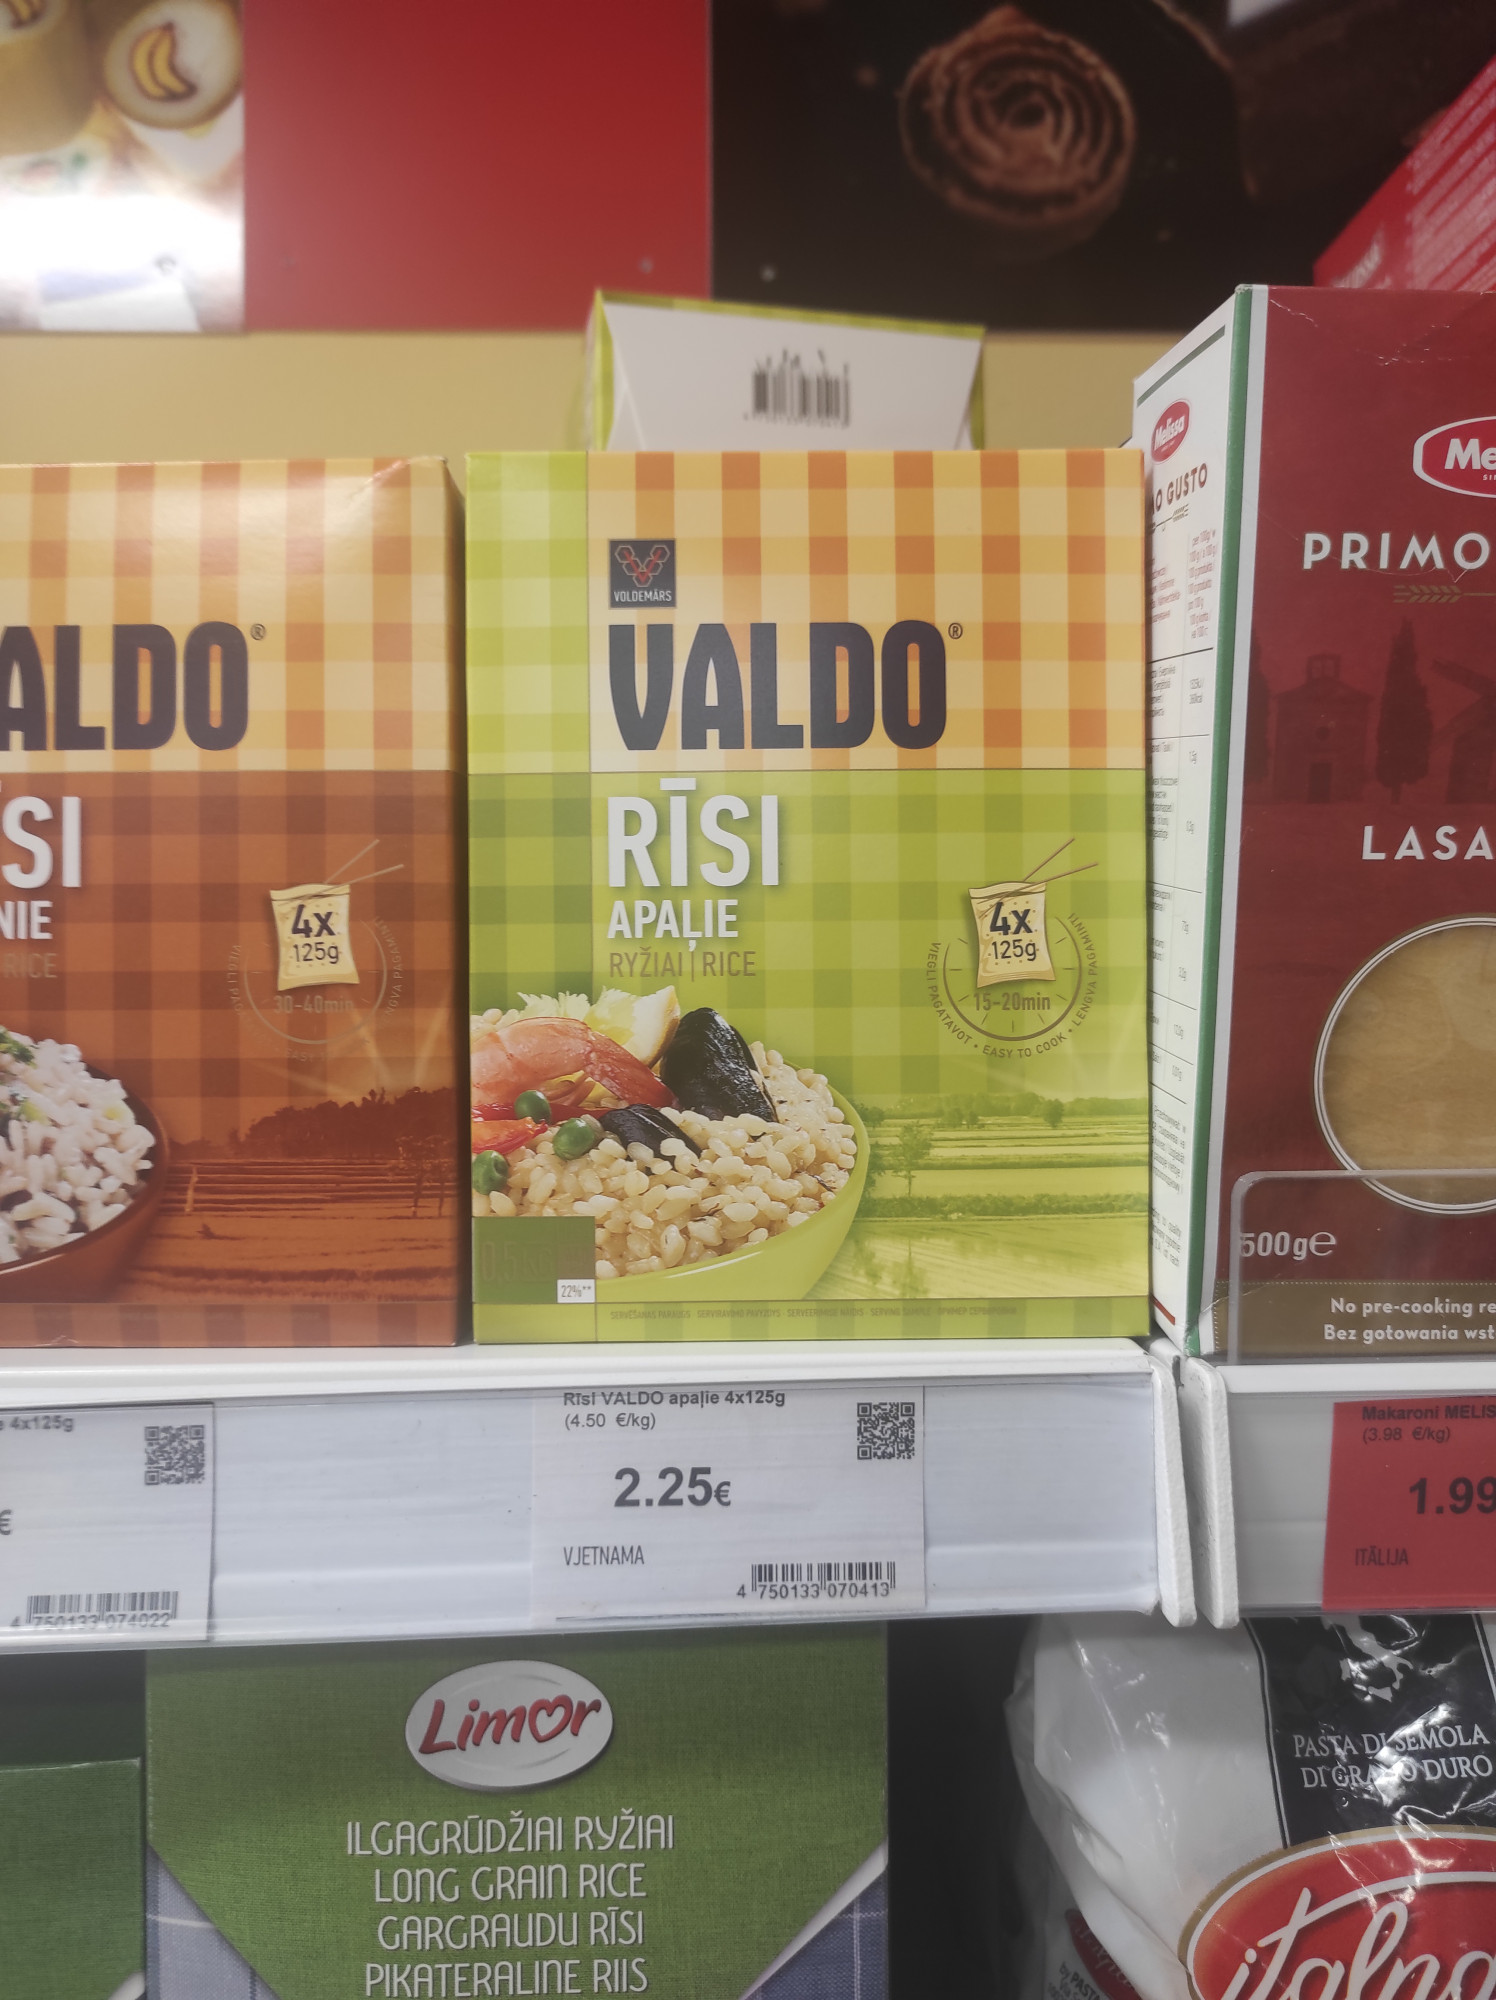 VOLDEMĀRS
ALDO®
VALDO®
SI
NIE
RICE
4x
125g
30-40min
RĪSI
APAĻIE
RYŽIAI | RICE
4x
125g
15-20min
VIEGLI PAGATAVOT • EASY TO COOK • LENGVA PAGAMINTI
22%**
Melissa
AO GUSTO
Me
PRIMO
LASA
500g℮
No pre-cooking re
Bez gotowania wst
e 4x125g
€
4 750133 074022
Rīsi VALDO apaļie 4x125g
(4.50 €/kg)
2.25€
VJETNAMA
4 750133 070413
Makaroni MELIS
(3.98 €/kg)
1.99
ITĀLIJA
Limor
ILGAGRŪDŽIAI RYŽIAI
LONG GRAIN RICE
GARGRAUDU RĪSI
PIKATERALINE RIIS
PASTA DI SEMOLA
DI GRANO DURO
italna